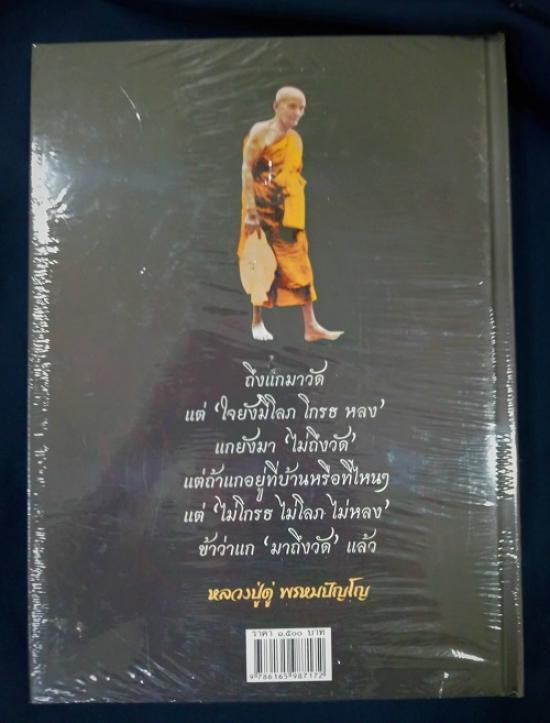 ถึงแกมาวัด
แต่ ‘ใจยังมีโลภ โกรธ หลง’
แกยังมา ‘ไม่ถึงวัด’
แต่ถ้าแกอยู่ที่บ้านหรือที่ไหนๆ
แต่ ‘ไม่โกรธ ไม่โลภ ไม่หลง’
ข้าว่าแก ‘มาถึงวัด’ แล้ว
หลวงปู่ดู่ พรหมปัญโญ
ราคา ๑,๕๐๐ บาท
9 786165 987172